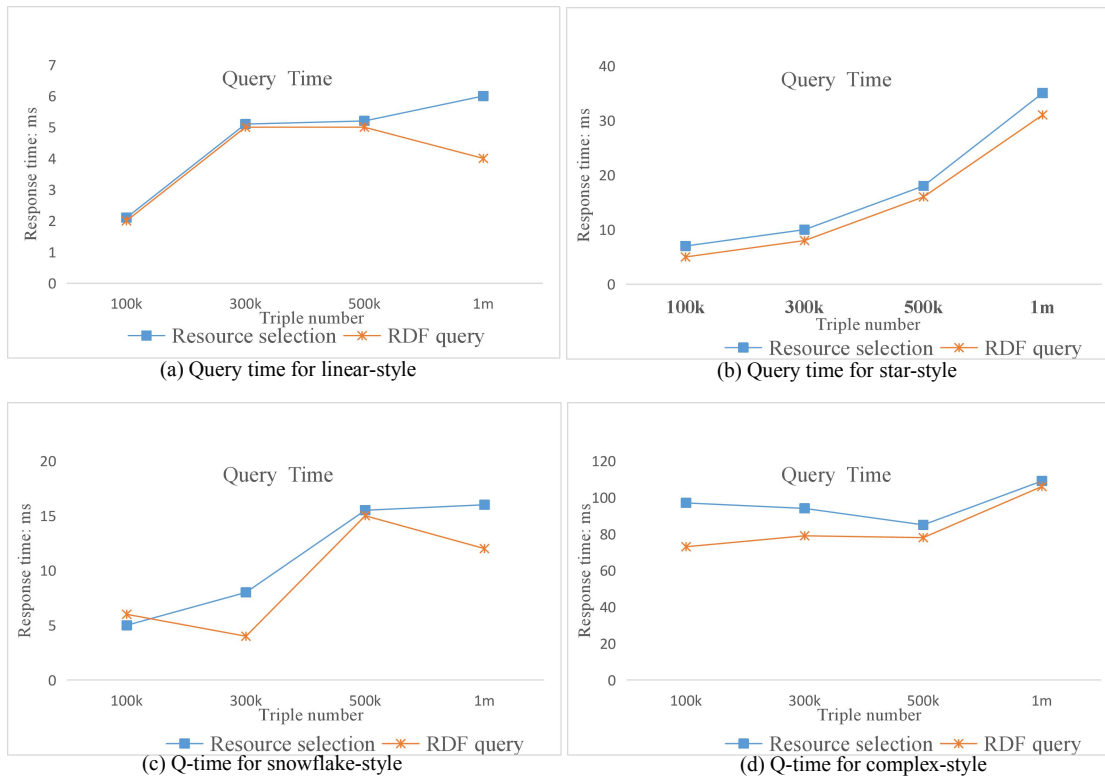 Query Time
Response time: ms
7
6
5
4
3
2
1
0
100k 300k 500k 1m
Triple number
Resource selection RDF query
(a) Query time for linear-style
Query Time
Response time: ms
40
30
20
10
0
100k 300k 500k 1m
Triple number
Resource selection RDF query
(b) Query time for star-style
Query Time
Response time: ms
20
15
10
5
0
100k 300k 500k 1m
Triple number
Resource selection RDF query
(c) Q-time for snowflake-style
Query Time
Response time: ms
120
100
80
60
40
20
0
100k 300k 500k 1m
Triple number
Resource selection RDF query
(d) Q-time for complex-style